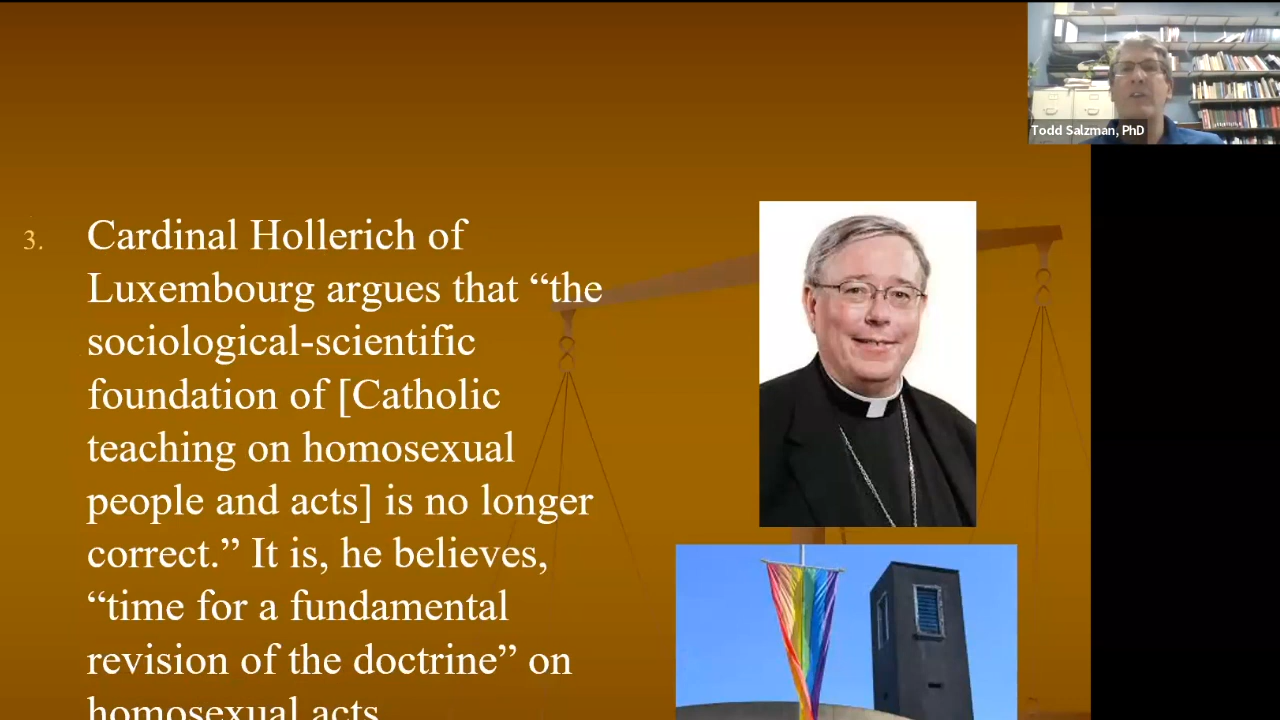 Todd Salzman, PhD
3. Cardinal Hollerich of
Luxembourg argues that “the
sociological-scientific
foundation of [Catholic
teaching on homosexual
people and acts] is no longer
correct.” It is, he believes,
“time for a fundamental
revision of the doctrine” on
homosexual acts